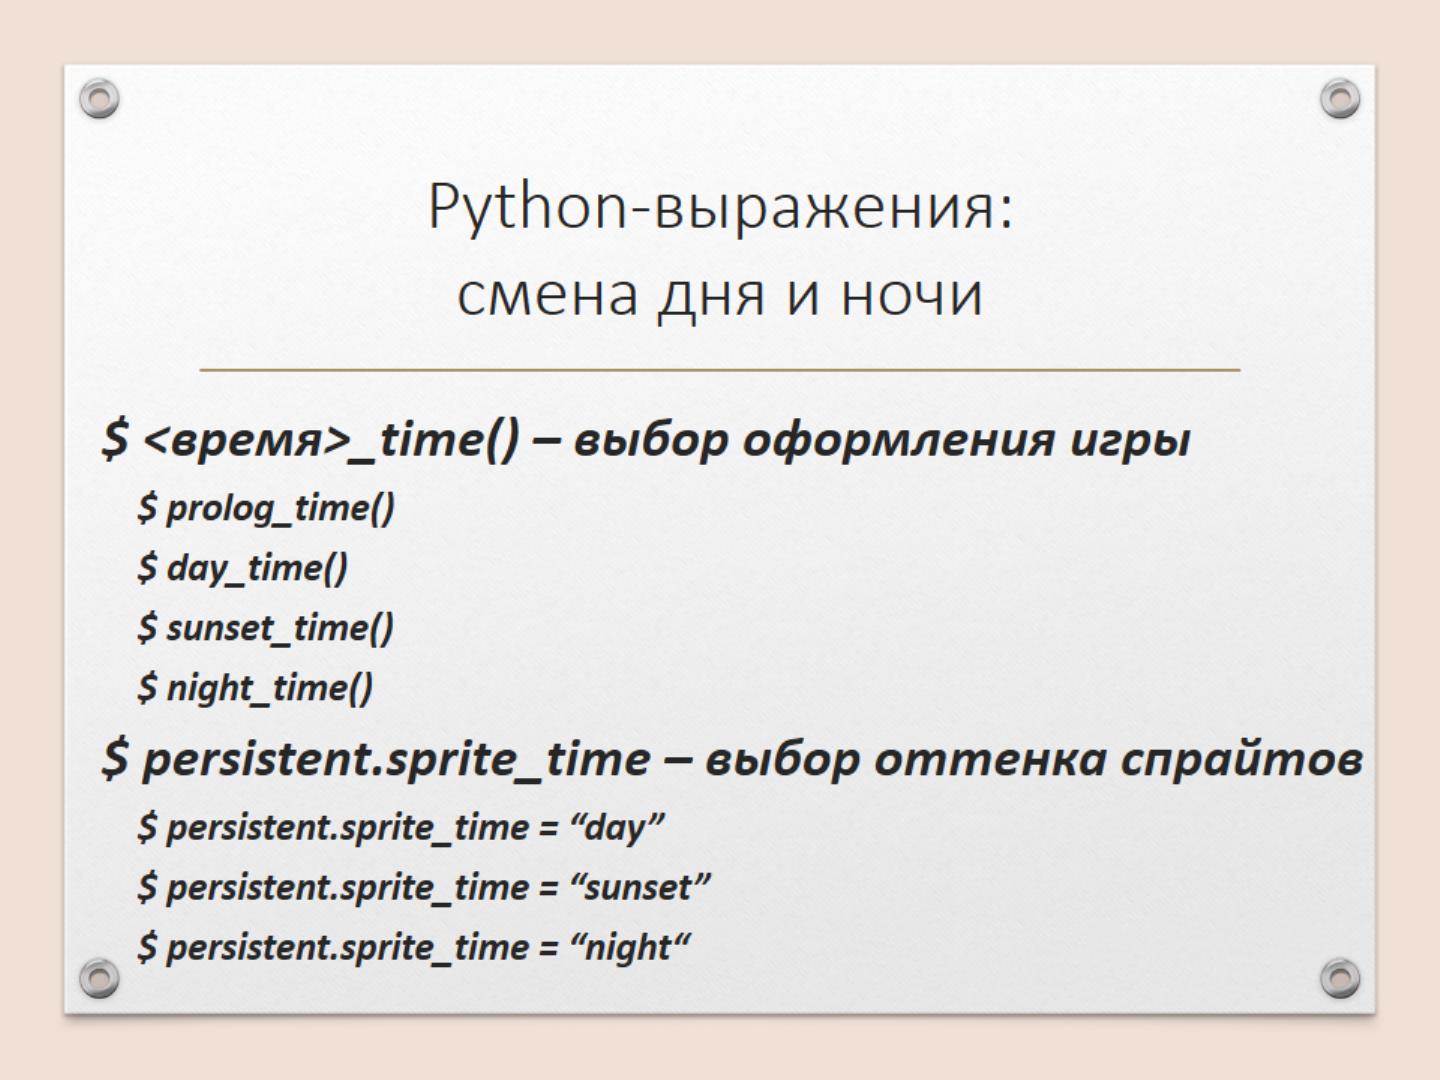 Python-выражения:
смена дня и ночи
$ <время>_time() – выбор оформления игры
$ prolog_time()
$ day_time()
$ sunset_time()
$ night_time()
$ persistent.sprite_time – выбор оттенка спрайтов
$ persistent.sprite_time = “day”
$ persistent.sprite_time = “sunset”
$ persistent.sprite_time = “night“